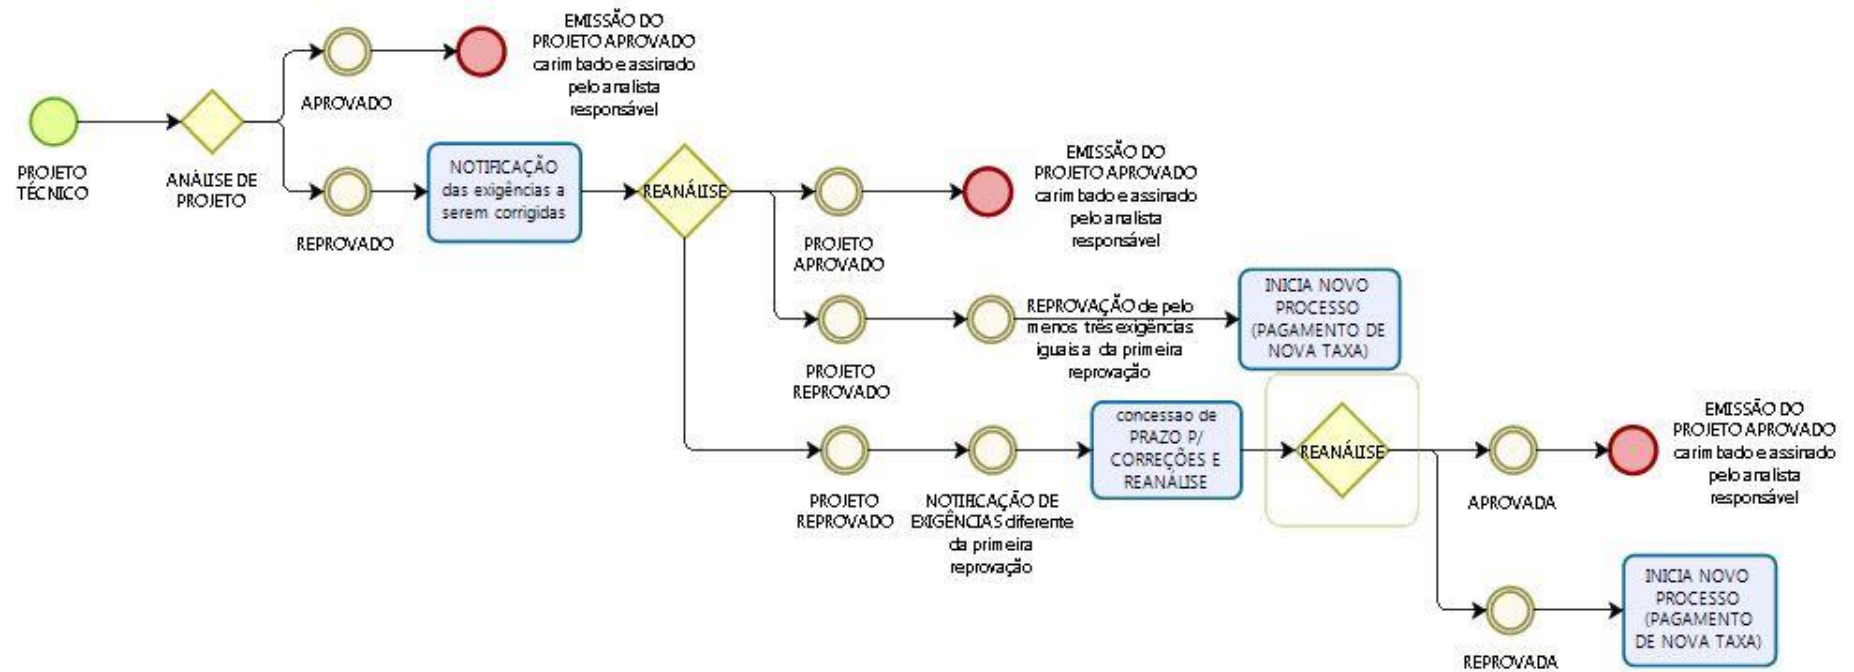 PROJETO
TÉCNICO
ANÁLISE DE
PROJETO
APROVADO
EMISSÃO DO
PROJETO APROVADO
carimbado e assinado
pelo analista
responsável
REPROVADO
NOTIFICAÇÃO
das exigências a
serem corrigidas
REANÁLISE
PROJETO
APROVADO
EMISSÃO DO
PROJETO APROVADO
carimbado e assinado
pelo analista
responsável
PROJETO
REPROVADO
REPROVAÇÃO de pelo
menos três exigências
iguais a da primeira
reprovação
INICIA NOVO
PROCESSO
(PAGAMENTO DE
NOVA TAXA)
PROJETO
REPROVADO
NOTIFICAÇÃO DE
EXIGÊNCIAS diferente
da primeira
reprovação
concessao de
PRAZO P/
CORREÇÕES E
REANÁLISE
REANÁLISE
APROVADA
EMISSÃO DO
PROJETO APROVADO
carimbado e assinado
pelo analista
responsável
REPROVADA
INICIA NOVO
PROCESSO
(PAGAMENTO
DE NOVA TAXA)